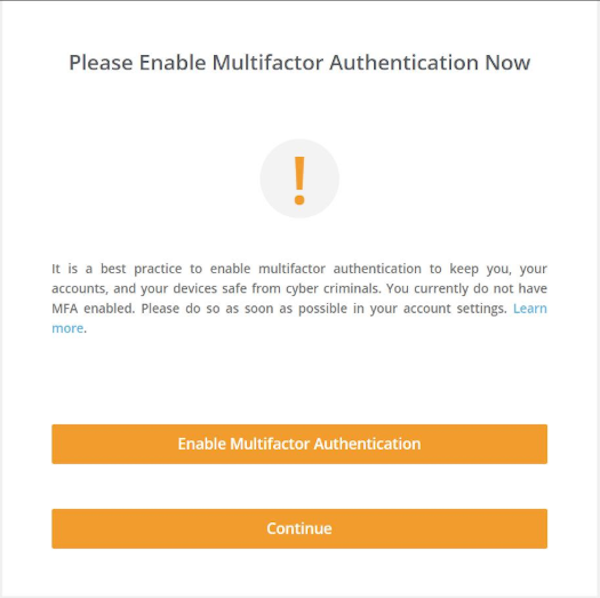 Please Enable Multifactor Authentication Now
!
It is a best practice to enable multifactor authentication to keep you, your
accounts, and your devices safe from cyber criminals. You currently do not have
MFA enabled. Please do so as soon as possible in your account settings. Learn
more.
Enable Multifactor Authentication
Continue